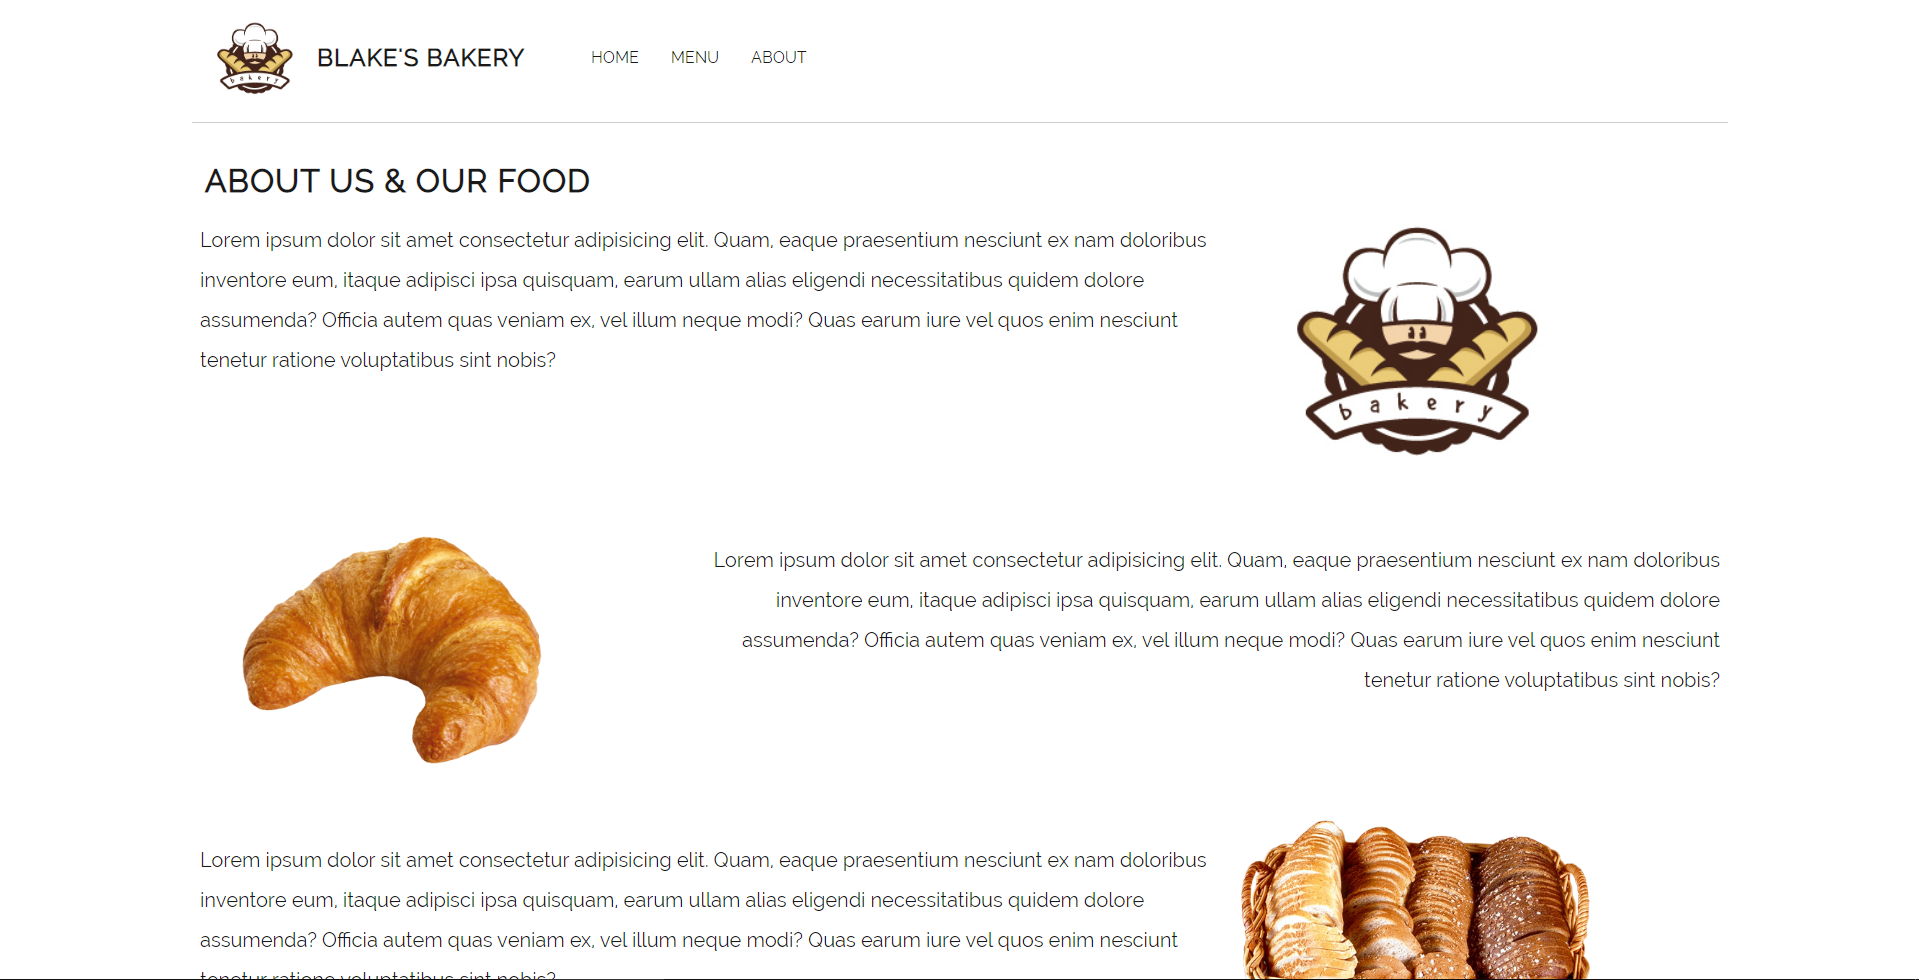 bakery
BLAKE'S BAKERY
HOME MENU ABOUT
ABOUT US & OUR FOOD
Lorem ipsum dolor sit amet consectetur adipisicing elit. Quam, eaque praesentium nesciunt ex nam doloribus
inventore eum, itaque adipisci ipsa quisquam, earum ullam alias eligendi necessitatibus quidem dolore
assumenda? Officia autem quas veniam ex, vel illum neque modi? Quas earum iure vel quos enim nesciunt
tenetur ratione voluptatibus sint nobis?
bakery
Lorem ipsum dolor sit amet consectetur adipisicing elit. Quam, eaque praesentium nesciunt ex nam doloribus
inventore eum, itaque adipisci ipsa quisquam, earum ullam alias eligendi necessitatibus quidem dolore
assumenda? Officia autem quas veniam ex, vel illum neque modi? Quas earum iure vel quos enim nesciunt
tenetur ratione voluptatibus sint nobis?
Lorem ipsum dolor sit amet consectetur adipisicing elit. Quam, eaque praesentium nesciunt ex nam doloribus
inventore eum, itaque adipisci ipsa quisquam, earum ullam alias eligendi necessitatibus quidem dolore
assumenda? Officia autem quas veniam ex, vel illum neque modi? Quas earum iure vel quos enim nesciunt
tenetur ratione voluptatibus sint nobis?